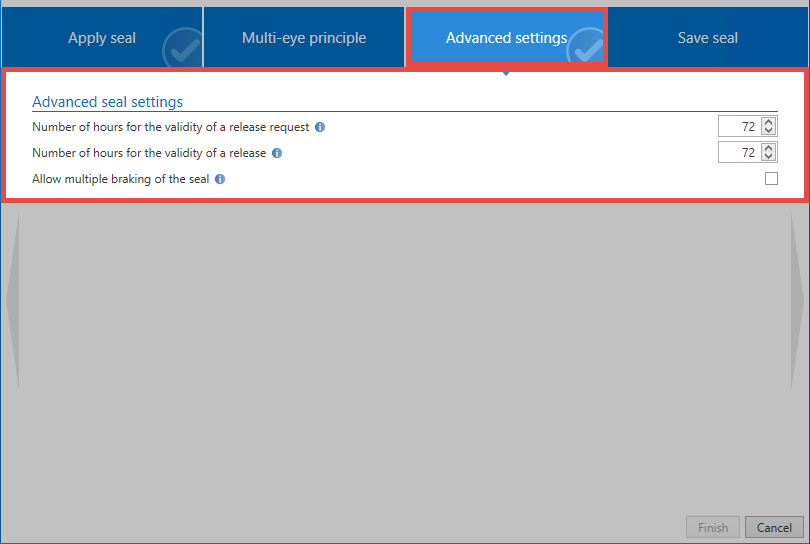 Apply seal
Multi-eye principle
Advanced settings
Save seal
Advanced seal settings
Number of hours for the validity of a release request
72
Number of hours for the validity of a release
72
Allow multiple braking of the seal
Finish
Cancel